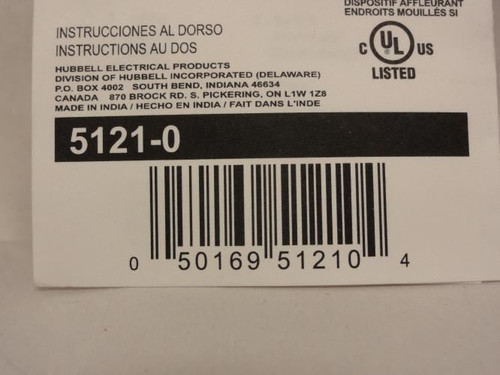 DISPOSITIF AFFLEURANT
ENDROITS MOUILLÉS SI
INSTRUCCIONES AL DORSO
INSTRUCTIONS AU DOS
C UL US
LISTED
HUBBELL ELECTRICAL PRODUCTS
DIVISION OF HUBBELL INCORPORATED (DELAWARE)
P.O. BOX 4002 SOUTH BEND, INDIANA 46634
CANADA 870 BROCK RD. S. PICKERING, ON L1W 1Z8
MADE IN INDIA / HECHO EN INDIA / FAIT DANS L'INDE
5121-0
0 50169 51210 4